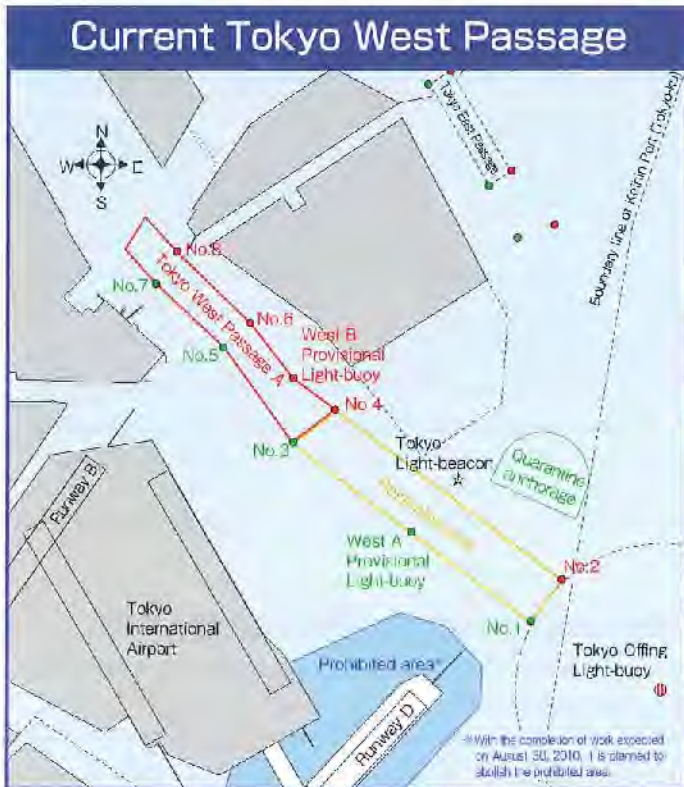 Current Tokyo West Passage
N
W
E
S
Tokyo East Passage
Boundary line of Keihin Port (Tokyo-ku)
No.8
No.7
Tokyo West Passage
No.6
No.5
West B
Provisional
Light-buoy
No 4
No.3
Tokyo
Light-beacon
Quarantine
anchorage
West A
Provisional
Light-buoy
No.2
No.1
Runway B
Tokyo
International
Airport
Prohibited area*
Runway D
Tokyo Offing
Light-buoy
*With the completion of work expected
on August 30, 2010, it is planned to
abolish the prohibited area.